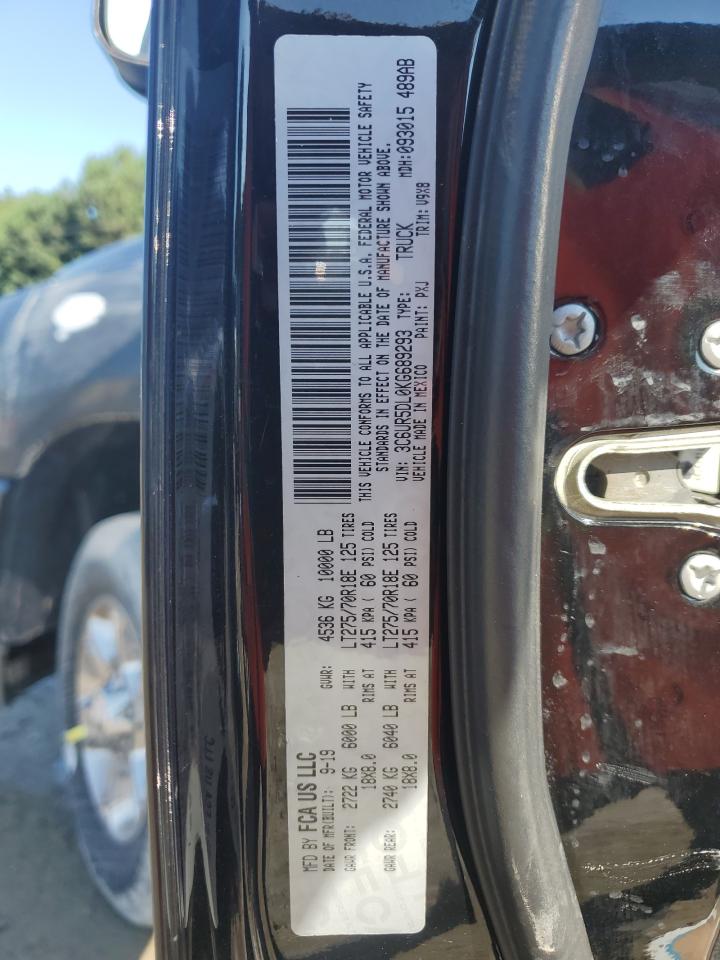 MFD BY FCA US LLC
DATE OF MFR(BUILT): 9-19 GVWR: 4536 KG 10000 LB
GAWR FRONT: 2722 KG 6000 LB WITH LT275/70R18E 125 TIRES
18X8.0 RIMS AT 415 KPA ( 60 PSI) COLD
GAWR REAR: 2740 KG 6040 LB WITH LT275/70R18E 125 TIRES
18X8.0 RIMS AT 415 KPA ( 60 PSI) COLD
THIS VEHICLE CONFORMS TO ALL APPLICABLE U.S.A. FEDERAL MOTOR VEHICLE SAFETY
STANDARDS IN EFFECT ON THE DATE OF MANUFACTURE SHOWN ABOVE.
VIN: 3C6UR5DL0KG689293 TYPE: TRUCK MDH:093015 489AB
VEHICLE MADE IN MEXICO PAINT: PXJ TRIM: V9X8